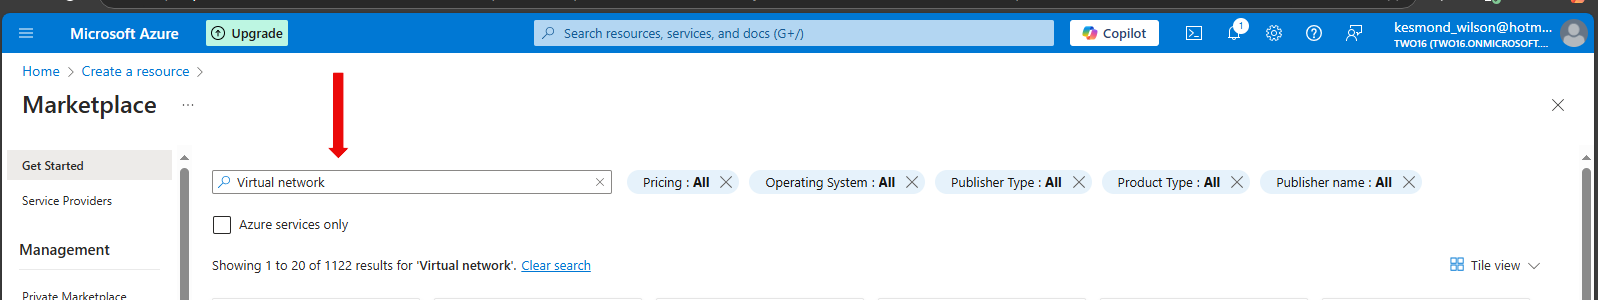 Microsoft Azure
Upgrade
Search resources, services, and docs (G+/)
Copilot
1
kesmond_wilson@hotm...
TWO16 (TWO16.ONMICROSOFT....
Home > Create a resource >
Marketplace ...
Get Started
Service Providers
Management
Private Marketplace
Virtual network
Pricing : All
Operating System : All
Publisher Type : All
Product Type : All
Publisher name : All
Azure services only
Showing 1 to 20 of 1122 results for 'Virtual network'. Clear search
Tile view